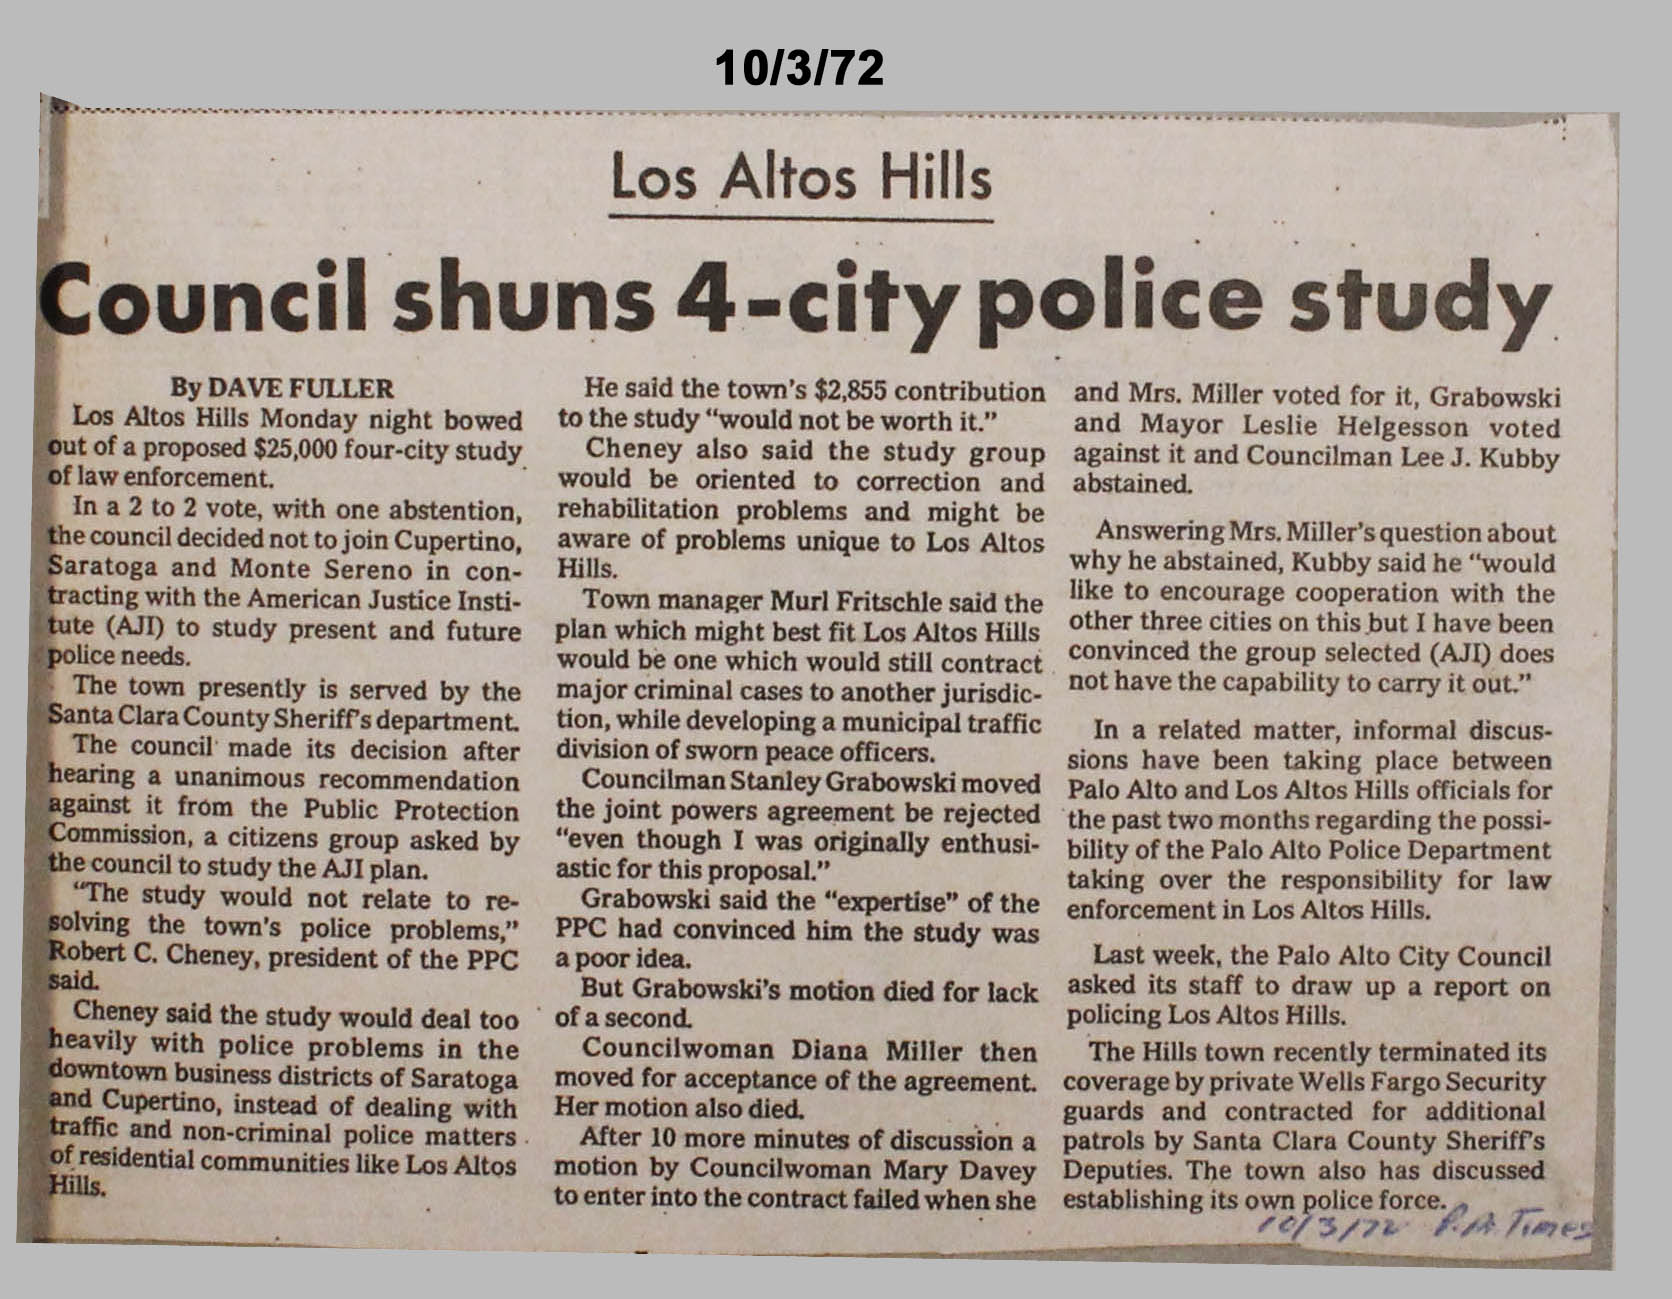 10/3/72
Los Altos Hills
Council shuns 4-city police study
By DAVE FULLER
Los Altos Hills Monday night bowed
out of a proposed $25,000 four-city study
of law enforcement.
In a 2 to 2 vote, with one abstention,
the council decided not to join Cupertino,
Saratoga and Monte Sereno in con-
tracting with the American Justice Insti-
tute (AJI) to study present and future
police needs.
The town presently is served by the
Santa Clara County Sheriff's department.
The council made its decision after
hearing a unanimous recommendation
against it from the Public Protection
Commission, a citizens group asked by
the council to study the AJI plan.
“The study would not relate to re-
solving the town's police problems,”
Robert C. Cheney, president of the PPC
said.
Cheney said the study would deal too
heavily with police problems in the
downtown business districts of Saratoga
and Cupertino, instead of dealing with
traffic and non-criminal police matters
of residential communities like Los Altos
Hills.
He said the town's $2,855 contribution
to the study “would not be worth it.”
Cheney also said the study group
would be oriented to correction and
rehabilitation problems and might be
aware of problems unique to Los Altos
Hills.
Town manager Murl Fritschle said the
plan which might best fit Los Altos Hills
would be one which would still contract
major criminal cases to another jurisdic-
tion, while developing a municipal traffic
division of sworn peace officers.
Councilman Stanley Grabowski moved
the joint powers agreement be rejected
“even though I was originally enthusi-
astic for this proposal.”
Grabowski said the “expertise” of the
PPC had convinced him the study was
a poor idea.
But Grabowski's motion died for lack
of a second.
Councilwoman Diana Miller then
moved for acceptance of the agreement.
Her motion also died.
After 10 more minutes of discussion a
motion by Councilwoman Mary Davey
to enter into the contract failed when she
and Mrs. Miller voted for it, Grabowski
and Mayor Leslie Helgesson voted
against it and Councilman Lee J. Kubby
abstained.
Answering Mrs. Miller's question about
why he abstained, Kubby said he “would
like to encourage cooperation with the
other three cities on this but I have been
convinced the group selected (AJI) does
not have the capability to carry it out.”
In a related matter, informal discus-
sions have been taking place between
Palo Alto and Los Altos Hills officials for
the past two months regarding the possi-
bility of the Palo Alto Police Department
taking over the responsibility for law
enforcement in Los Altos Hills.
Last week, the Palo Alto City Council
asked its staff to draw up a report on
policing Los Altos Hills.
The Hills town recently terminated its
coverage by private Wells Fargo Security
guards and contracted for additional
patrols by Santa Clara County Sheriff's
Deputies. The town also has discussed
establishing its own police force.
10/3/72 P.A. Times